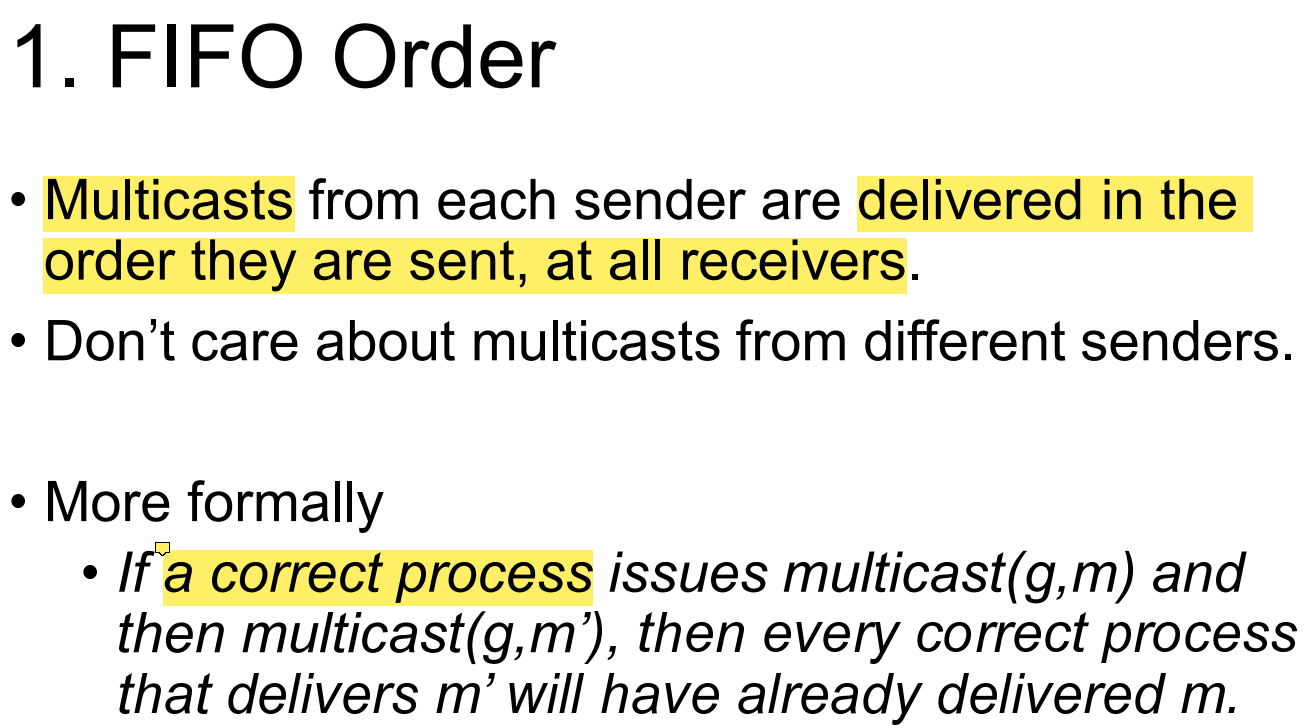 1. FIFO Order
• Multicasts from each sender are delivered in the
order they are sent, at all receivers.
• Don’t care about multicasts from different senders.
• More formally
• If a correct process issues multicast(g,m) and
then multicast(g,m’), then every correct process
that delivers m’ will have already delivered m.